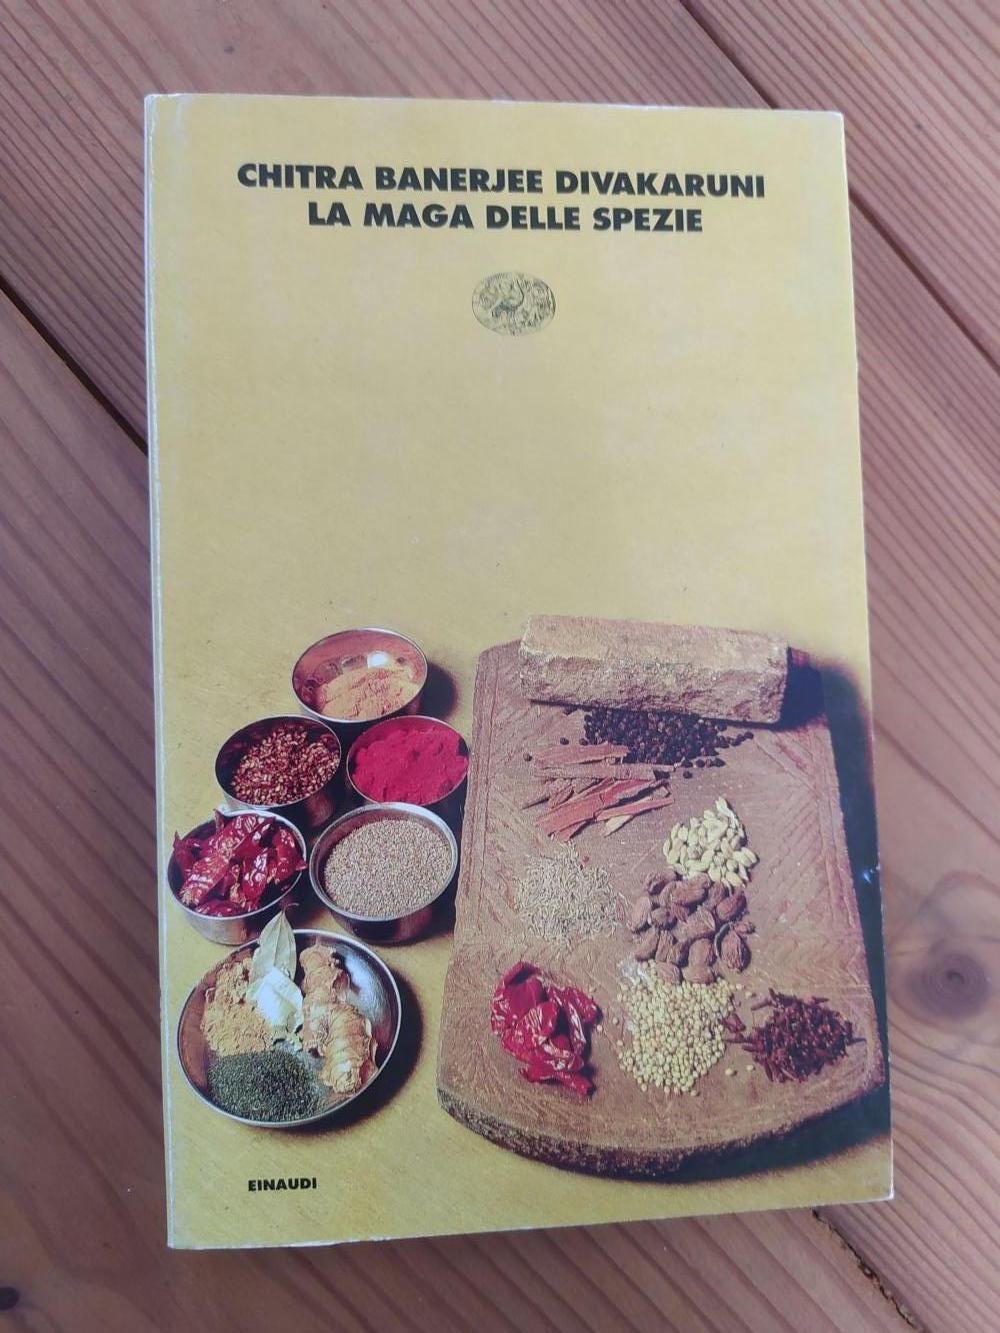 CHITRA BANERJEE DIVAKARUNI
LA MAGA DELLE SPEZIE
EINAUDI